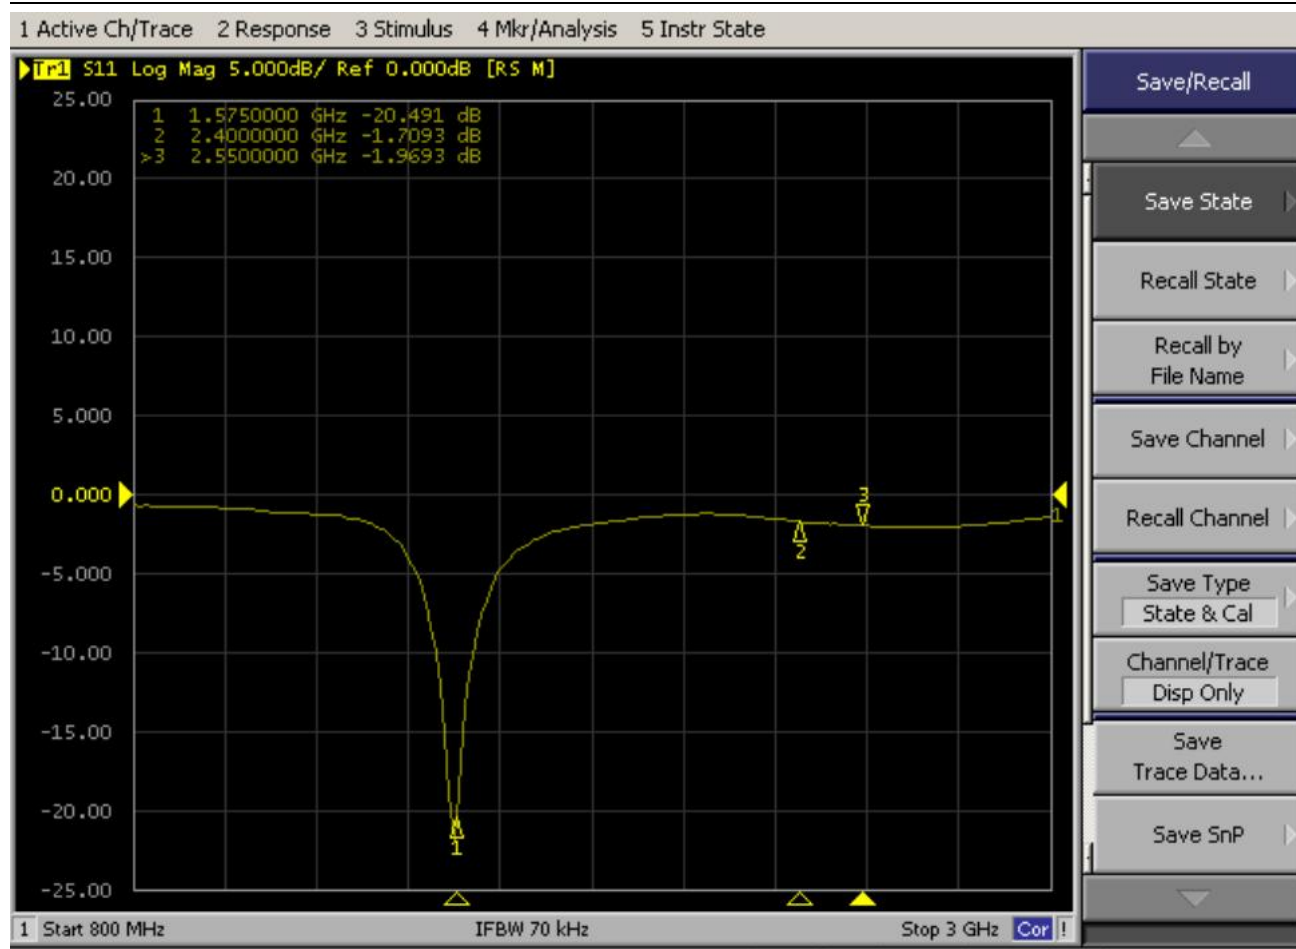 1 Active Ch/Trace 2 Response 3 Stimulus 4 Mkr/Analysis 5 Instr State
Tr1 S11 Log Mag 5.000dB/ Ref 0.000dB [RS M]
25.00
20.00
15.00
10.00
5.000
0.000
-5.000
-10.00
-15.00
-20.00
-25.00
1 1.5750000 GHz -20.491 dB
2 2.4000000 GHz -1.7093 dB
>3 2.5500000 GHz -1.9693 dB
3
2
1
1
1 Start 800 MHz IFBW 70 kHz Stop 3 GHz Cor !
Save/Recall
Save State
Recall State
Recall by
File Name
Save Channel
Recall Channel
Save Type
State & Cal
Channel/Trace
Disp Only
Save
Trace Data...
Save SnP